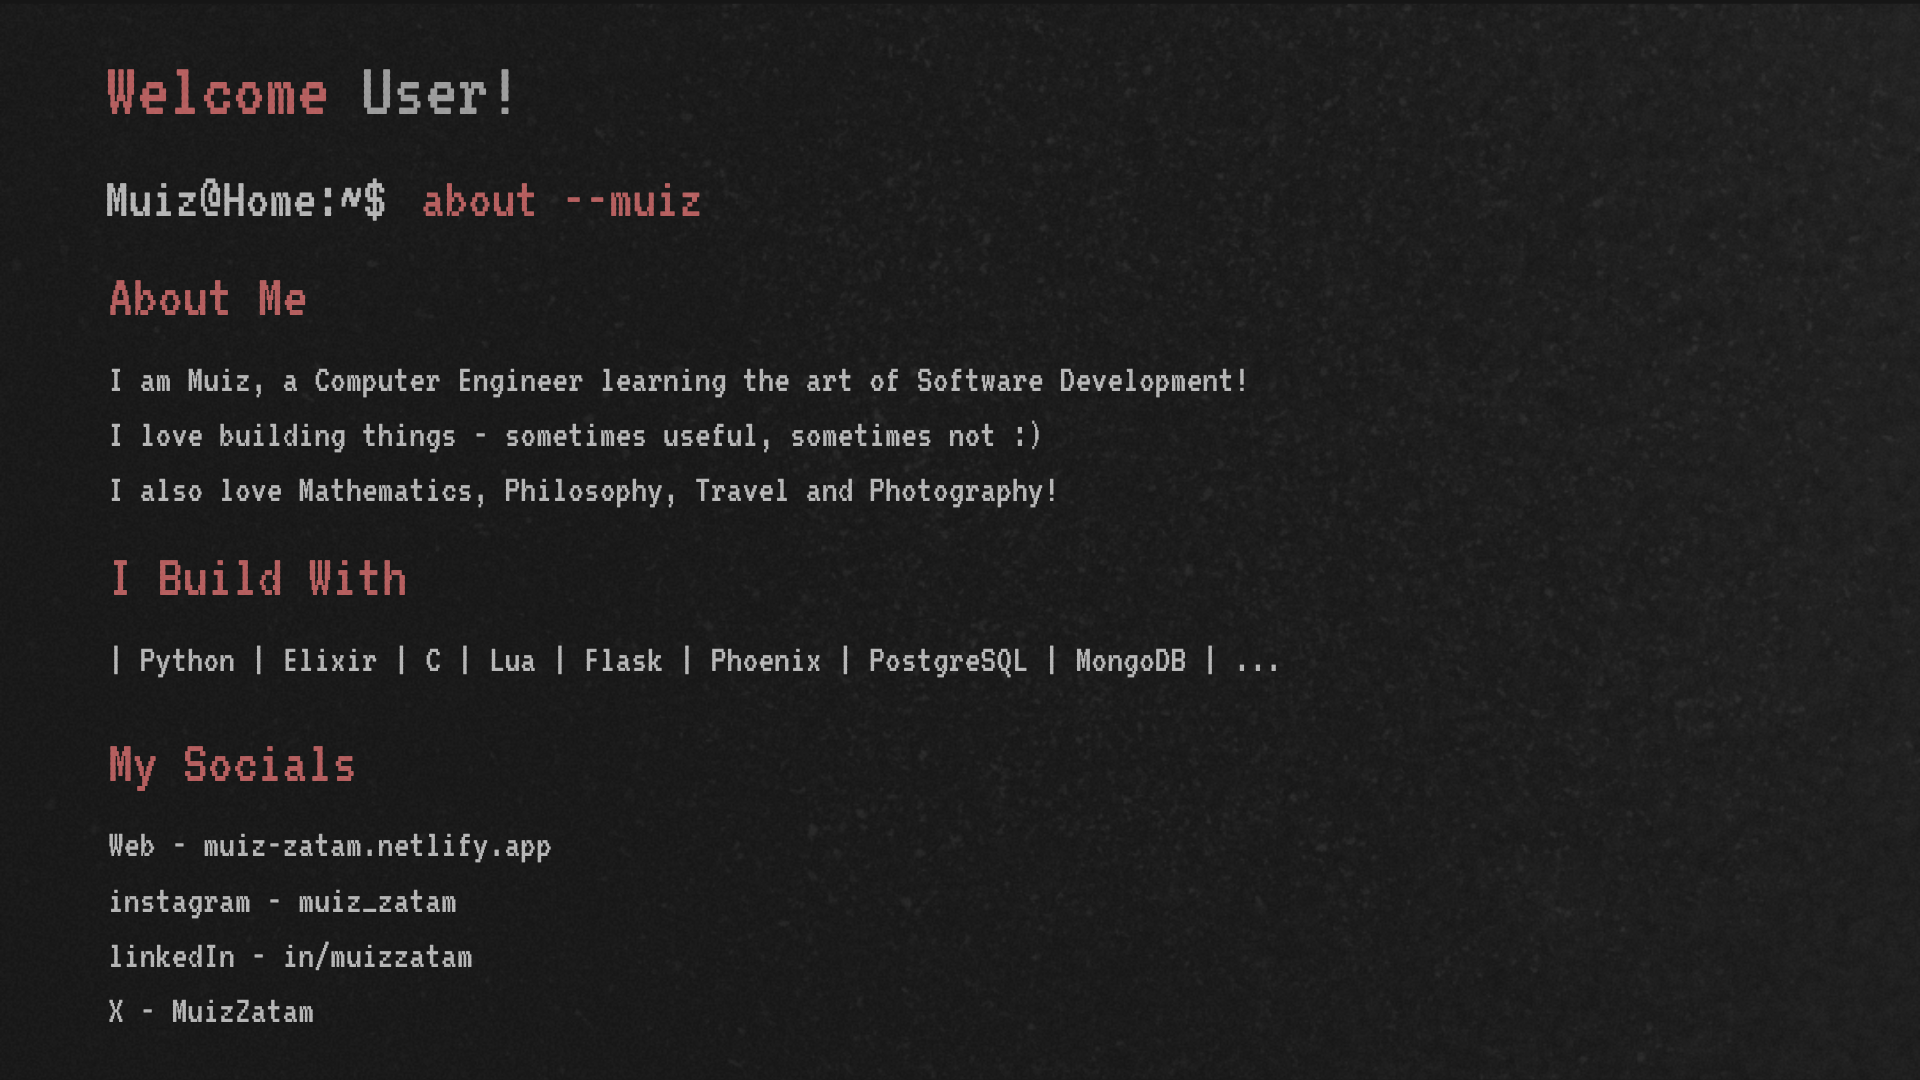 Welcome User!
Muiz@Home:~$ about --muiz
About Me
I am Muiz, a Computer Engineer learning the art of Software Development!
I love building things - sometimes useful, sometimes not :)
I also love Mathematics, Philosophy, Travel and Photography!
I Build With
| Python | Elixir | C | Lua | Flask | Phoenix | PostgreSQL | MongoDB | ...
My Socials
Web - muiz-zatam.netlify.app
instagram - muiz_zatam
linkedIn - in/muizzatam
X - MuizZatam